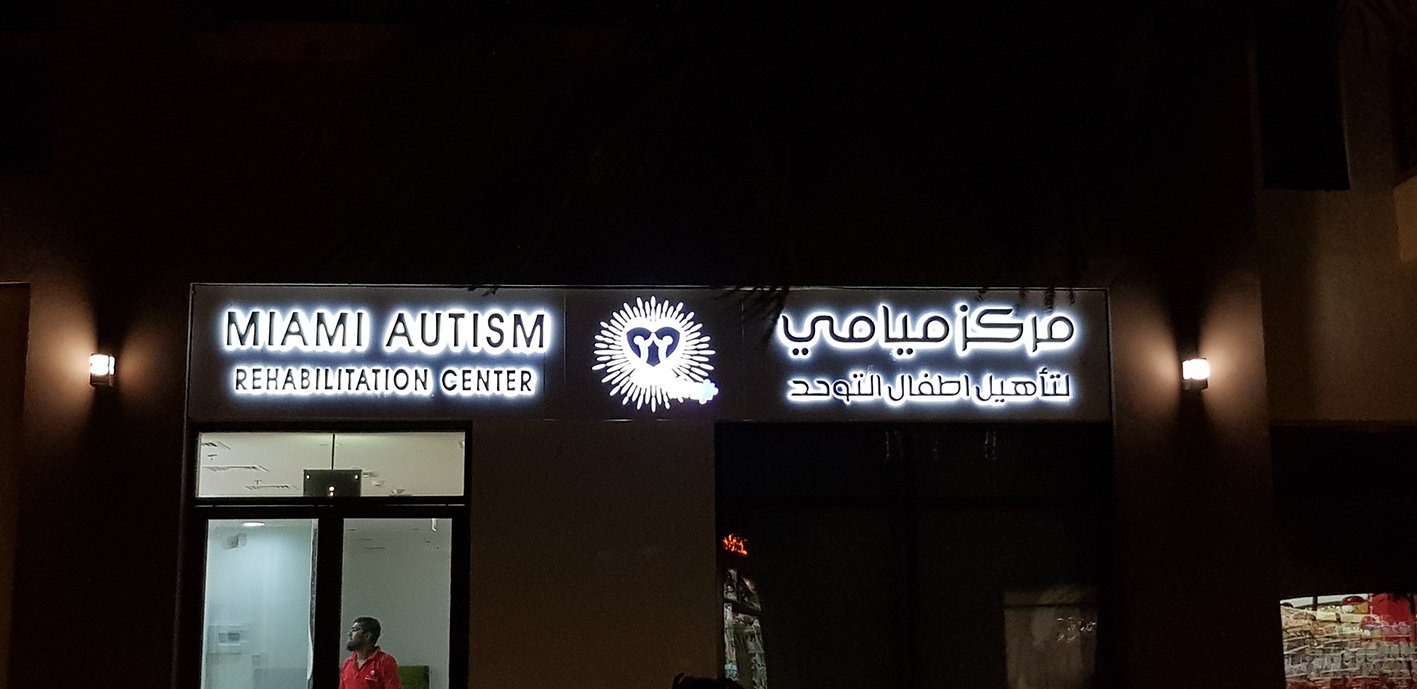 MIAMI AUTISM
REHABILITATION CENTER
مركز ميامي
لتأهيل اطفال التوحد